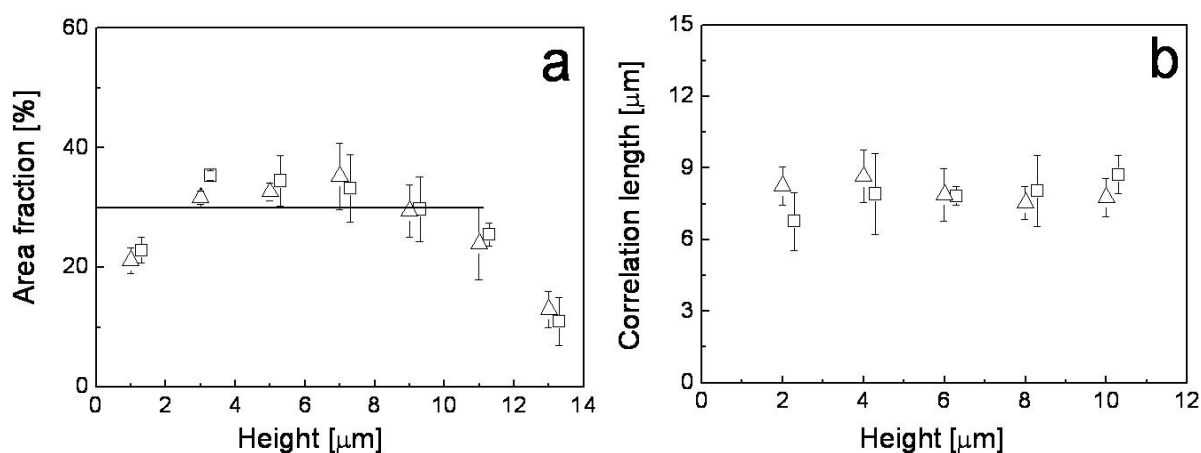 a
Area fraction [%]
60
40
20
0
0 2 4 6 8 10 12 14
Height [μm]
b
Correlation length [μm]
15
12
9
6
3
0
0 2 4 6 8 10 12
Height [μm]